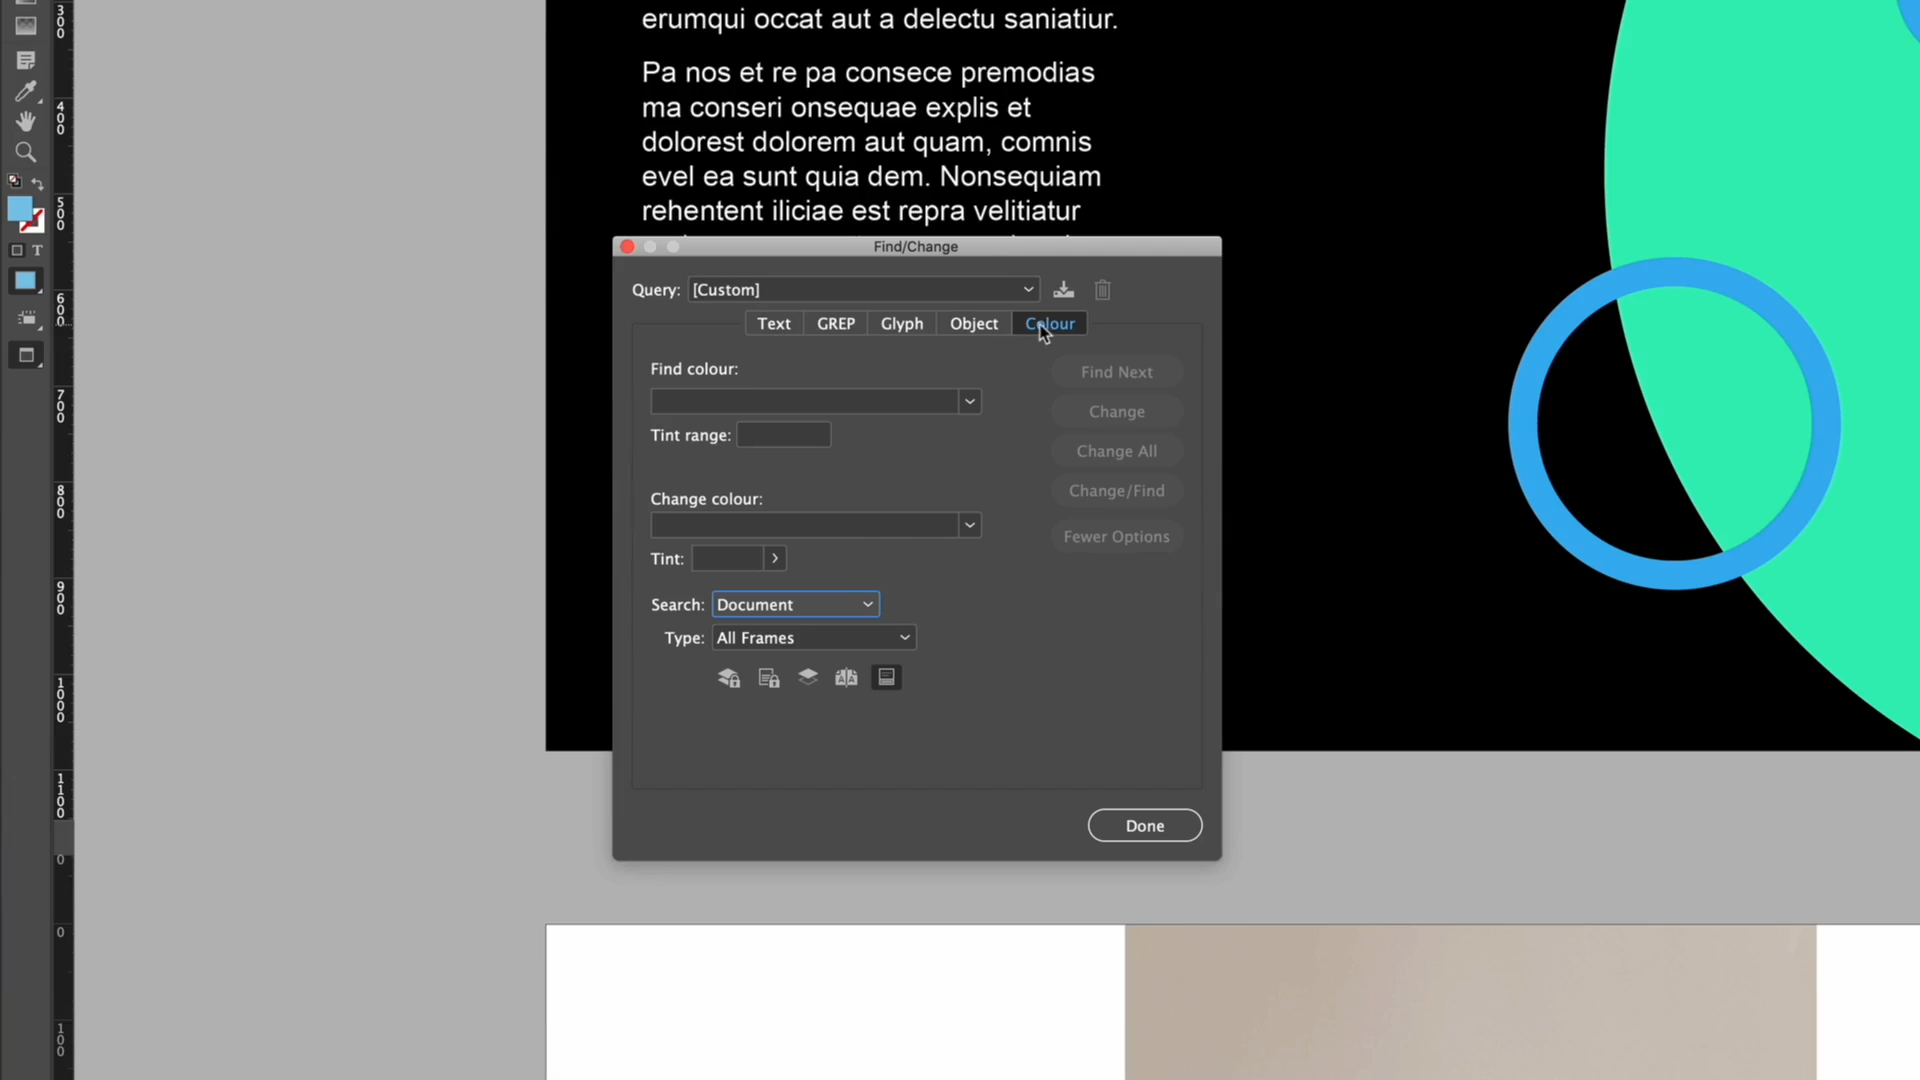 erumqui occat aut a delectu saniatiur.
Pa nos et re pa consece premodias
ma conseri onsequae explis et
dolorest dolorem aut quam, comnis
evel ea sunt quia dem. Nonsequiam
rehentent iliciae est repra velitiatur
Find/Change
Query: [Custom]
Text GREP Glyph Object Colour
Find colour:
Find Next
Change
Tint range:
Change All
Change colour:
Change/Find
Fewer Options
Tint:
Search: Document
Type: All Frames
Done
T
300
400
500
600
700
800
900
1000
1100
0
0
100